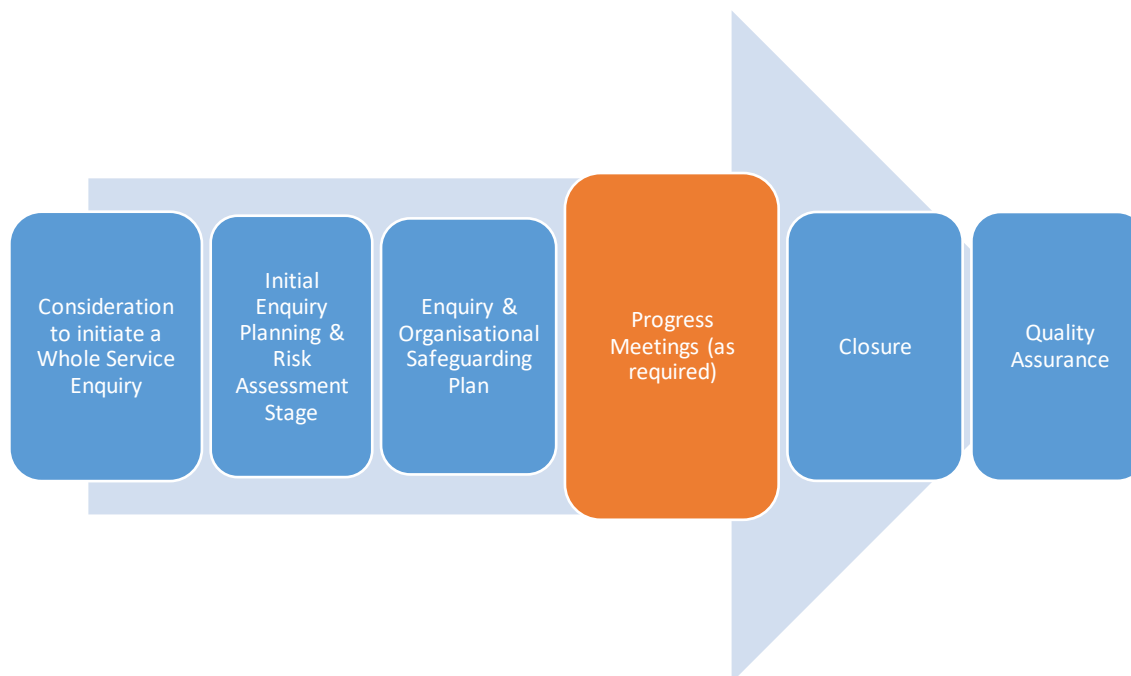 Consideration
to initiate a
Whole Service
Enquiry
Initial
Enquiry
Planning &
Risk
Assessment
Stage
Enquiry &
Organisational
Safeguarding
Plan
Progress
Meetings (as
required)
Closure
Quality
Assurance